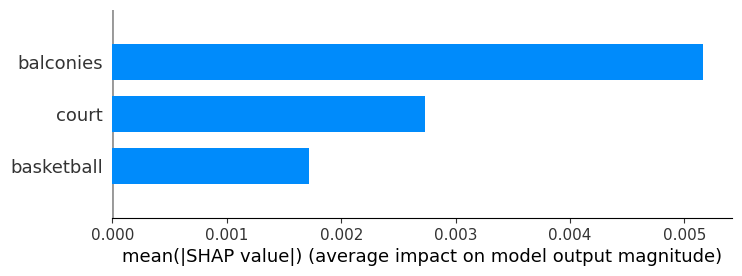 balconies
court
basketball
0.000 0.001 0.002 0.003 0.004 0.005
mean(|SHAP value|) (average impact on model output magnitude)